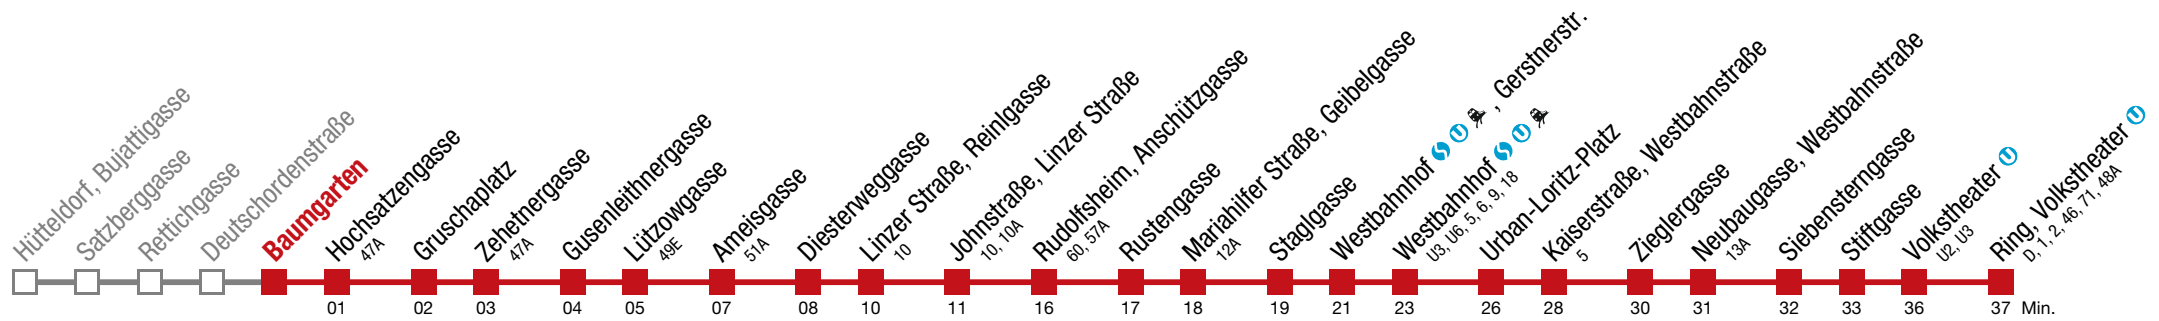 Hütteldorf, Bujattigasse
Satzberggasse
Rettichgasse
Deutschordenstraße
Baumgarten
Hochsatzengasse
47A
Gruschaplatz
Zehetnergasse
47A
Gusenleithnergasse
Lützowgasse
49E
Ameisgasse
51A
Diesterweggasse
Linzer Straße, Reinlgasse
10
Johnstraße, Linzer Straße
10, 10A
Rudolfsheim, Anschützgasse
60, 57A
Rustengasse
Mariahilfer Straße, Geibelgasse
12A
Staglgasse
Westbahnhof S U , Gerstnerstr.
Westbahnhof S U
U3, U6, 5, 6, 9, 18
Urban-Loritz-Platz
Kaiserstraße, Westbahnstraße
5
Zieglergasse
Neubaugasse, Westbahnstraße
13A
Siebensterngasse
Stiftgasse
Volkstheater U
U2, U3
Ring, Volkstheater U
D, 1, 2, 46, 71, 48A
01 02 03 04 05 07 08 10 11 16 17 18 19 21 23 26 28 30 31 32 33 36 37 Min.